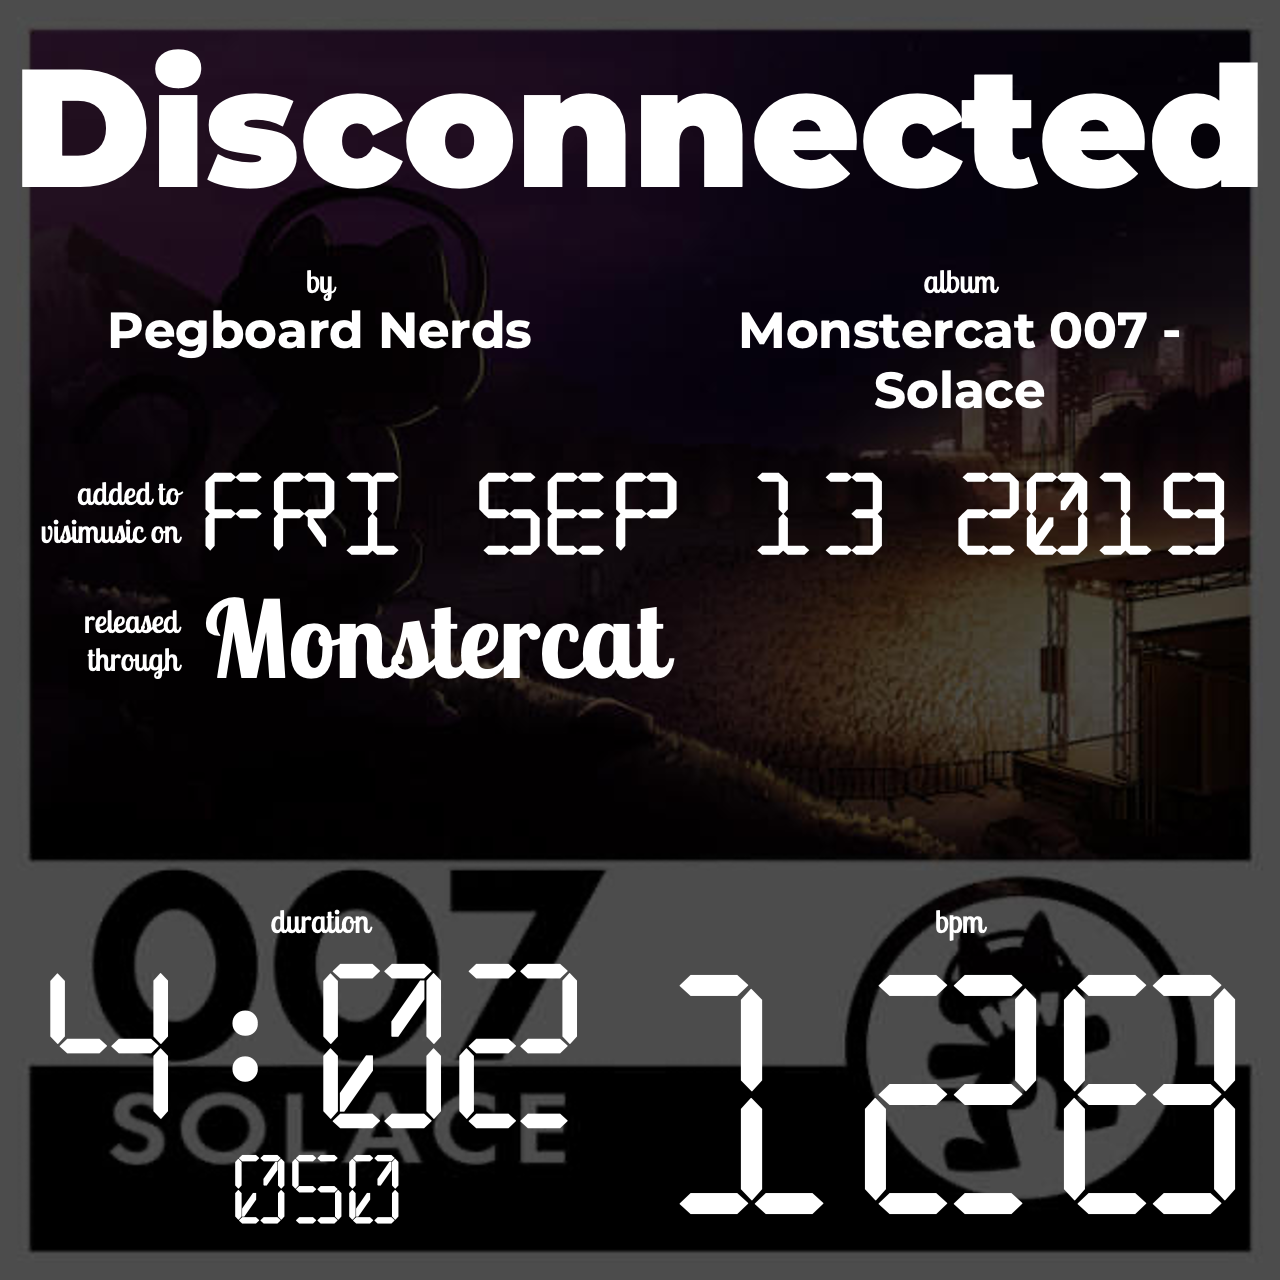 Disconnected
by
Pegboard Nerds
album
Monstercat 007 -
Solace
added to
visimusic on
FRI SEP 13 2019
released
through
Monstercat
007
SOLACE
duration
4:02
050
bpm
128